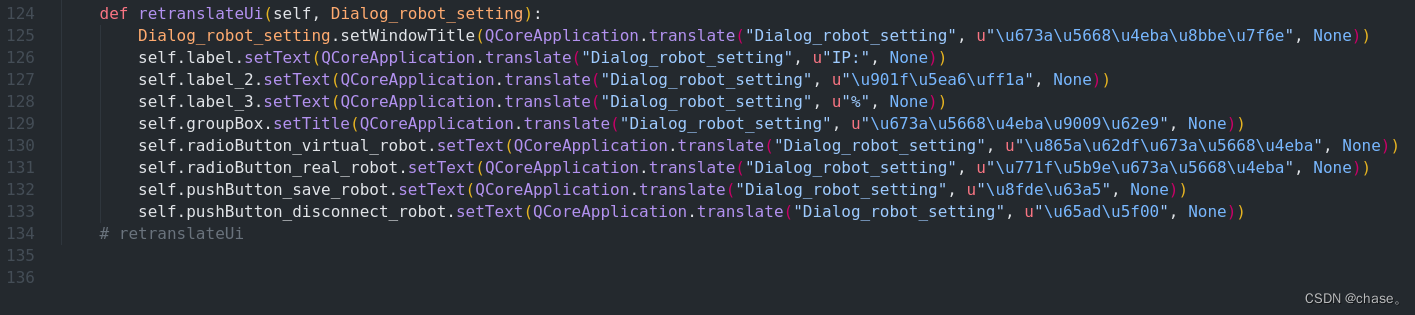 124 def retranslateUi(self, Dialog_robot_setting):
125 Dialog_robot_setting.setWindowTitle(QCoreApplication.translate("Dialog_robot_setting", u"\u673a\u5668\u4eba\u8bbe\u7f6e", None))
126 self.label.setText(QCoreApplication.translate("Dialog_robot_setting", u"IP:", None))
127 self.label_2.setText(QCoreApplication.translate("Dialog_robot_setting", u"\u901f\u5ea6\uff1a", None))
128 self.label_3.setText(QCoreApplication.translate("Dialog_robot_setting", u"%", None))
129 self.groupBox.setTitle(QCoreApplication.translate("Dialog_robot_setting", u"\u673a\u5668\u4eba\u9009\u62e9", None))
130 self.radioButton_virtual_robot.setText(QCoreApplication.translate("Dialog_robot_setting", u"\u865a\u62df\u673a\u5668\u4eba", None))
131 self.radioButton_real_robot.setText(QCoreApplication.translate("Dialog_robot_setting", u"\u771f\u5b9e\u673a\u5668\u4eba", None))
132 self.pushButton_save_robot.setText(QCoreApplication.translate("Dialog_robot_setting", u"\u8fde\u63a5", None))
133 self.pushButton_disconnect_robot.setText(QCoreApplication.translate("Dialog_robot_setting", u"\u65ad\u5f00", None))
134 # retranslateUi
135
136
CSDN @chase。